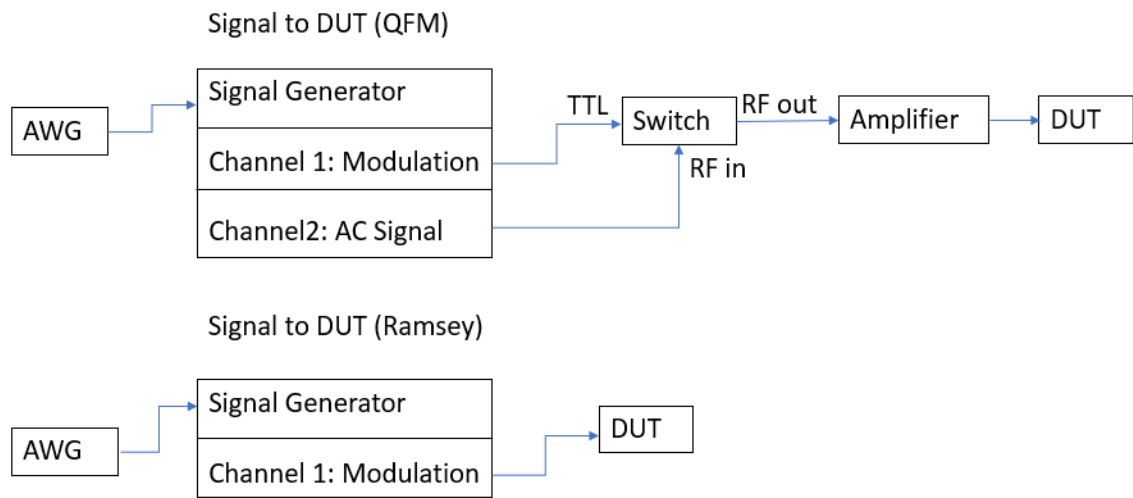 Signal to DUT (QFM)
AWG
Signal Generator
Channel 1: Modulation
Channel2: AC Signal
TTL
Switch
RF in
RF out
Amplifier
DUT
Signal to DUT (Ramsey)
AWG
Signal Generator
Channel 1: Modulation
DUT